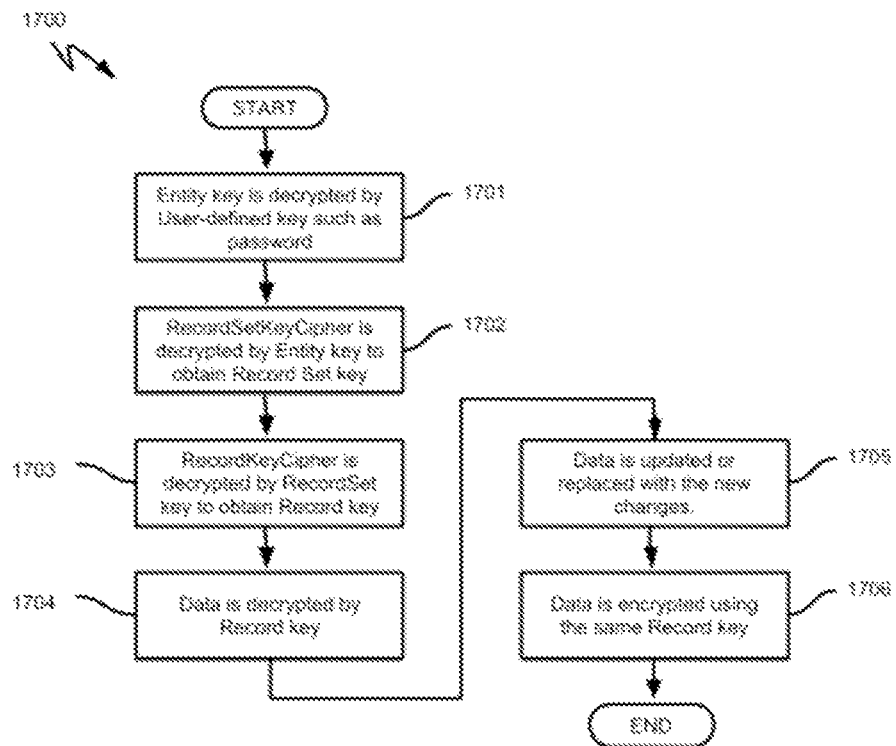 1700
START
Entity key is decrypted by
User-defined key such as
password
1701
RecordSetKeyCipher is
decrypted by Entity key to
obtain Record Set key
1702
1703
RecordKeyCipher is
decrypted by RecordSet
key to obtain Record key
1704
Data is decrypted by
Record key
Data is updated or
replaced with the new
changes.
1705
Data is encrypted using
the same Record key
1706
END